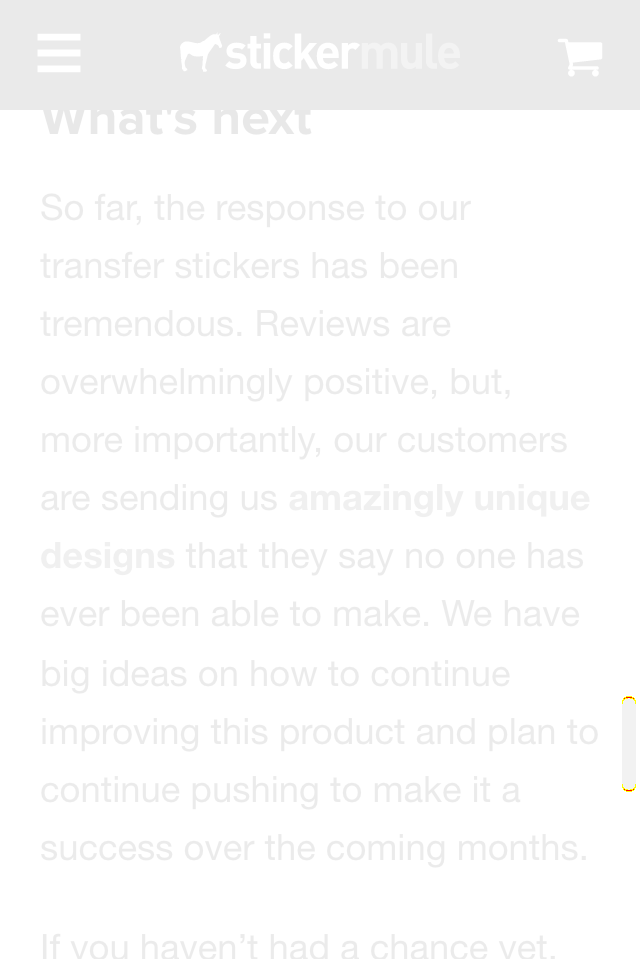 stickermule
What's next
So far, the response to our
transfer stickers has been
tremendous. Reviews are
overwhelmingly positive, but,
more importantly, our customers
are sending us amazingly unique
designs that they say no one has
ever been able to make. We have
big ideas on how to continue
improving this product and plan to
continue pushing to make it a
success over the coming months.
If you haven’t had a chance yet,